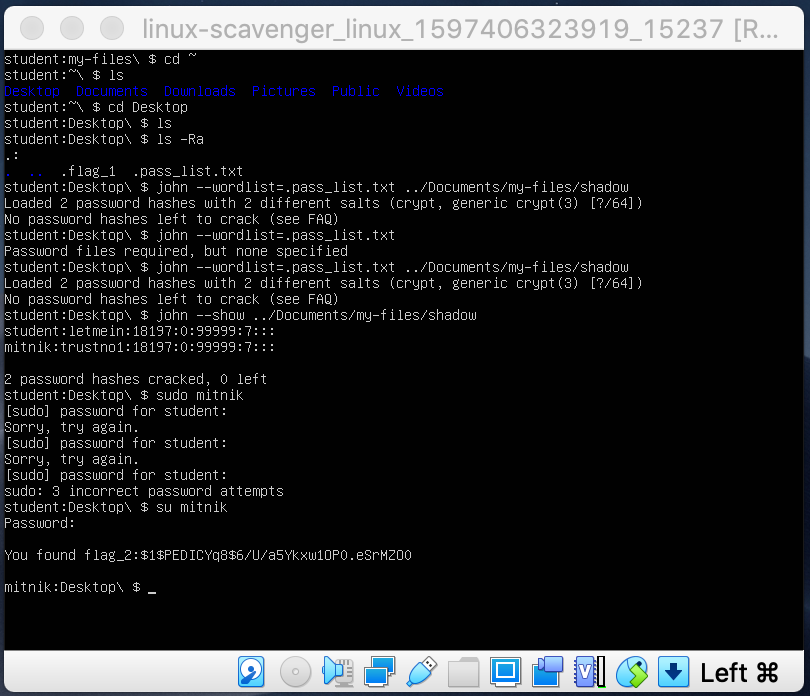 linux-scavenger_linux_1597406323919_15237 [R...
student:my-files\ $ cd ~
student:~\ $ ls
Desktop  Documents  Downloads  Pictures  Public  Videos
student:~\ $ cd Desktop
student:Desktop\ $ ls
student:Desktop\ $ ls -Ra
.:
.  ..  .flag_1  .pass_list.txt
student:Desktop\ $ john --wordlist=.pass_list.txt ../Documents/my-files/shadow
Loaded 2 password hashes with 2 different salts (crypt, generic crypt(3) [?/64])
No password hashes left to crack (see FAQ)
student:Desktop\ $ john --wordlist=.pass_list.txt
Password files required, but none specified
student:Desktop\ $ john --wordlist=.pass_list.txt ../Documents/my-files/shadow
Loaded 2 password hashes with 2 different salts (crypt, generic crypt(3) [?/64])
No password hashes left to crack (see FAQ)
student:Desktop\ $ john --show ../Documents/my-files/shadow
student:letmein:18197:0:99999:7:::
mitnik:trustno1:18197:0:99999:7:::
2 password hashes cracked, 0 left
student:Desktop\ $ sudo mitnik
[sudo] password for student:
Sorry, try again.
[sudo] password for student:
Sorry, try again.
[sudo] password for student:
sudo: 3 incorrect password attempts
student:Desktop\ $ su mitnik
Password:
You found flag_2:$1$PEDICYq8$6/U/a5Ykxw1OP0.eSrMZO0
mitnik:Desktop\ $ _
V
Left ⌘